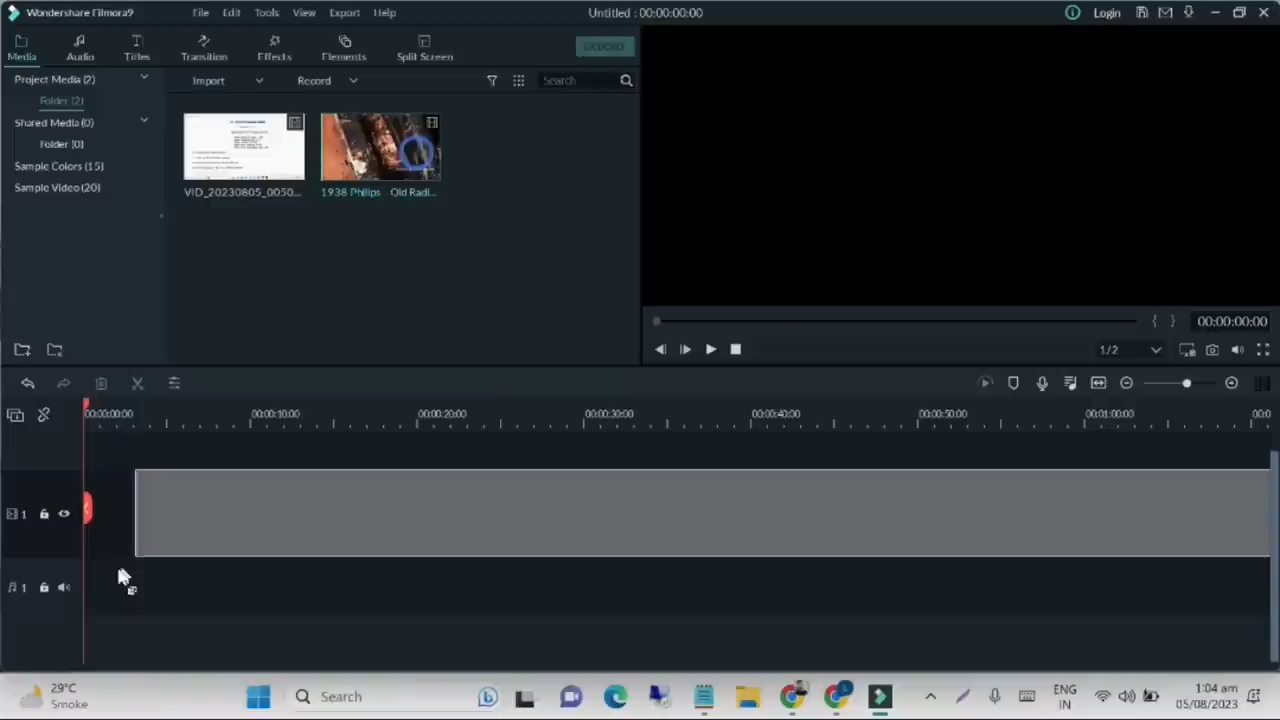 Wondershare Filmora9 File Edit Tools View Export Help Untitled : 00:00:00:00 Login
Media Audio Titles Transition Effects Elements Split Screen EXPORT
Project Media (2) Import Record Search
Folder (2)
Shared Media (0)
Folder (0)
Sample Colors (15)
Sample Video (20)
VID_20230805_0050... 1938 Philips Old Radi...
{ } 00:00:00:00
1/2
00:00:00:00 00:00:10:00 00:00:20:00 00:00:30:00 00:00:40:00 00:00:50:00 00:01:00:00 00:0
1
1
29°C
Smoke
Search
ENG
IN
1:04 am
05/08/2023